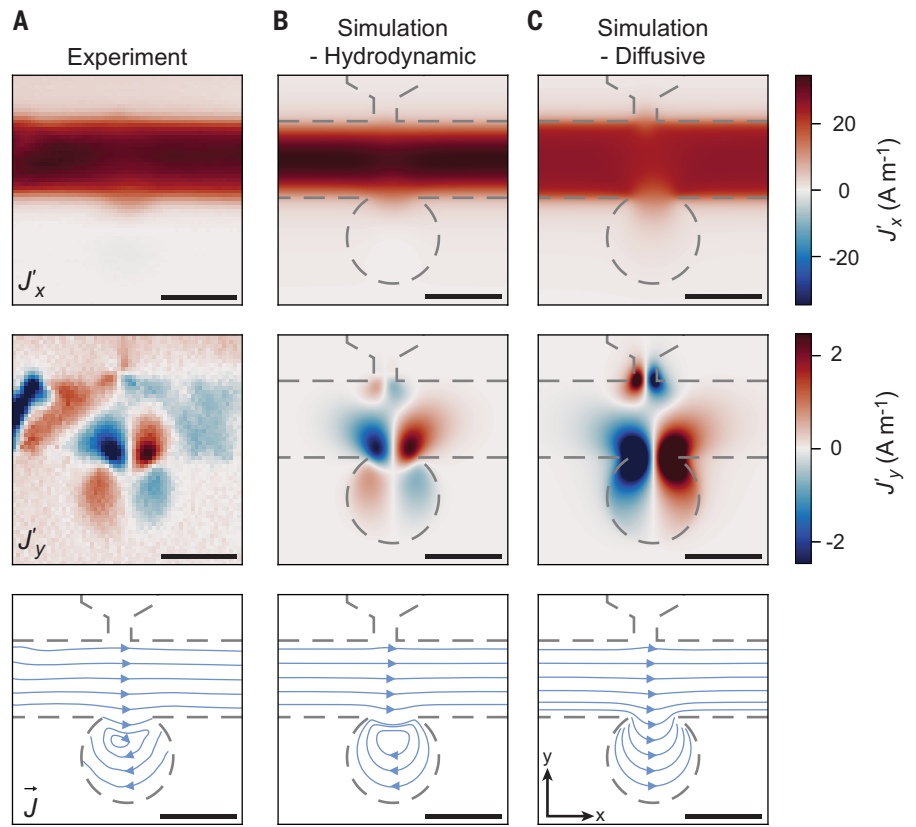 A
Experiment
B
Simulation
- Hydrodynamic
C
Simulation
- Diffusive
J′x
20
0
-20
J′x (A m-1)
J′y
2
0
-2
J′y (A m-1)
J
y
x